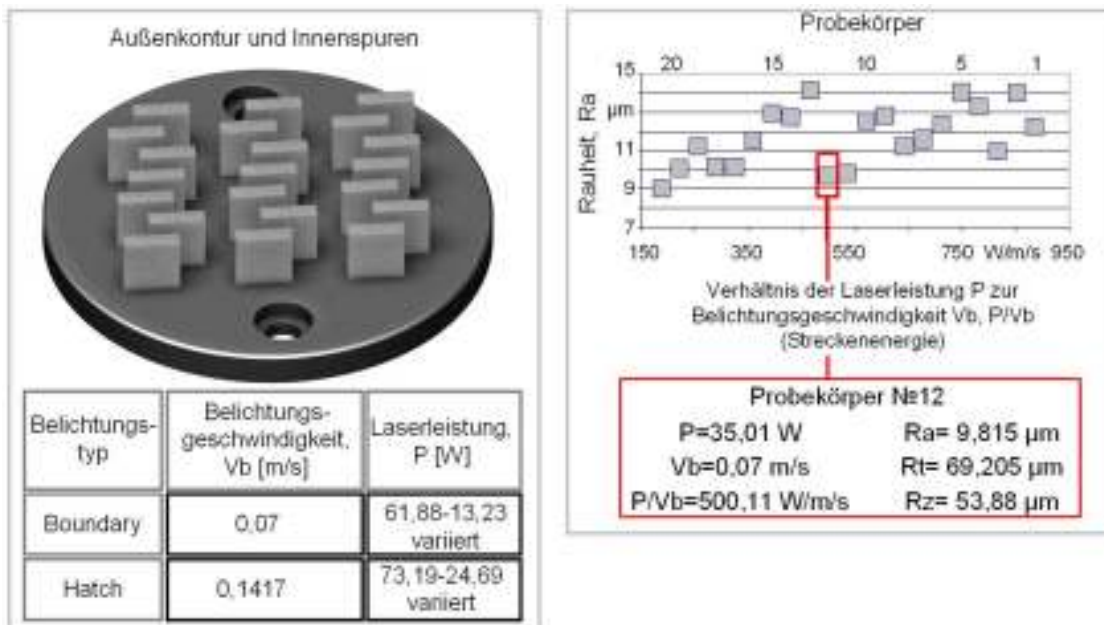 Außenkontur und Innenspuren
Belichtungs-
typ
Belichtungs-
geschwindigkeit,
Vb [m/s]
Laserleistung,
P [W]
Boundary
0,07
61,88-13,23
variiert
Hatch
0,1417
73,19-24,69
variiert
Probekörper
20 15 10 5 1
Rauheit, Ra
µm
15
11
9
7
150 350 550 750 W/m/s 950
Verhältnis der Laserleistung P zur
Belichtungsgeschwindigkeit Vb, P/Vb
(Streckenenergie)
Probekörper №12
P=35,01 W Ra= 9,815 µm
Vb=0,07 m/s Rt= 69,205 µm
P/Vb=500,11 W/m/s Rz= 53,88 µm